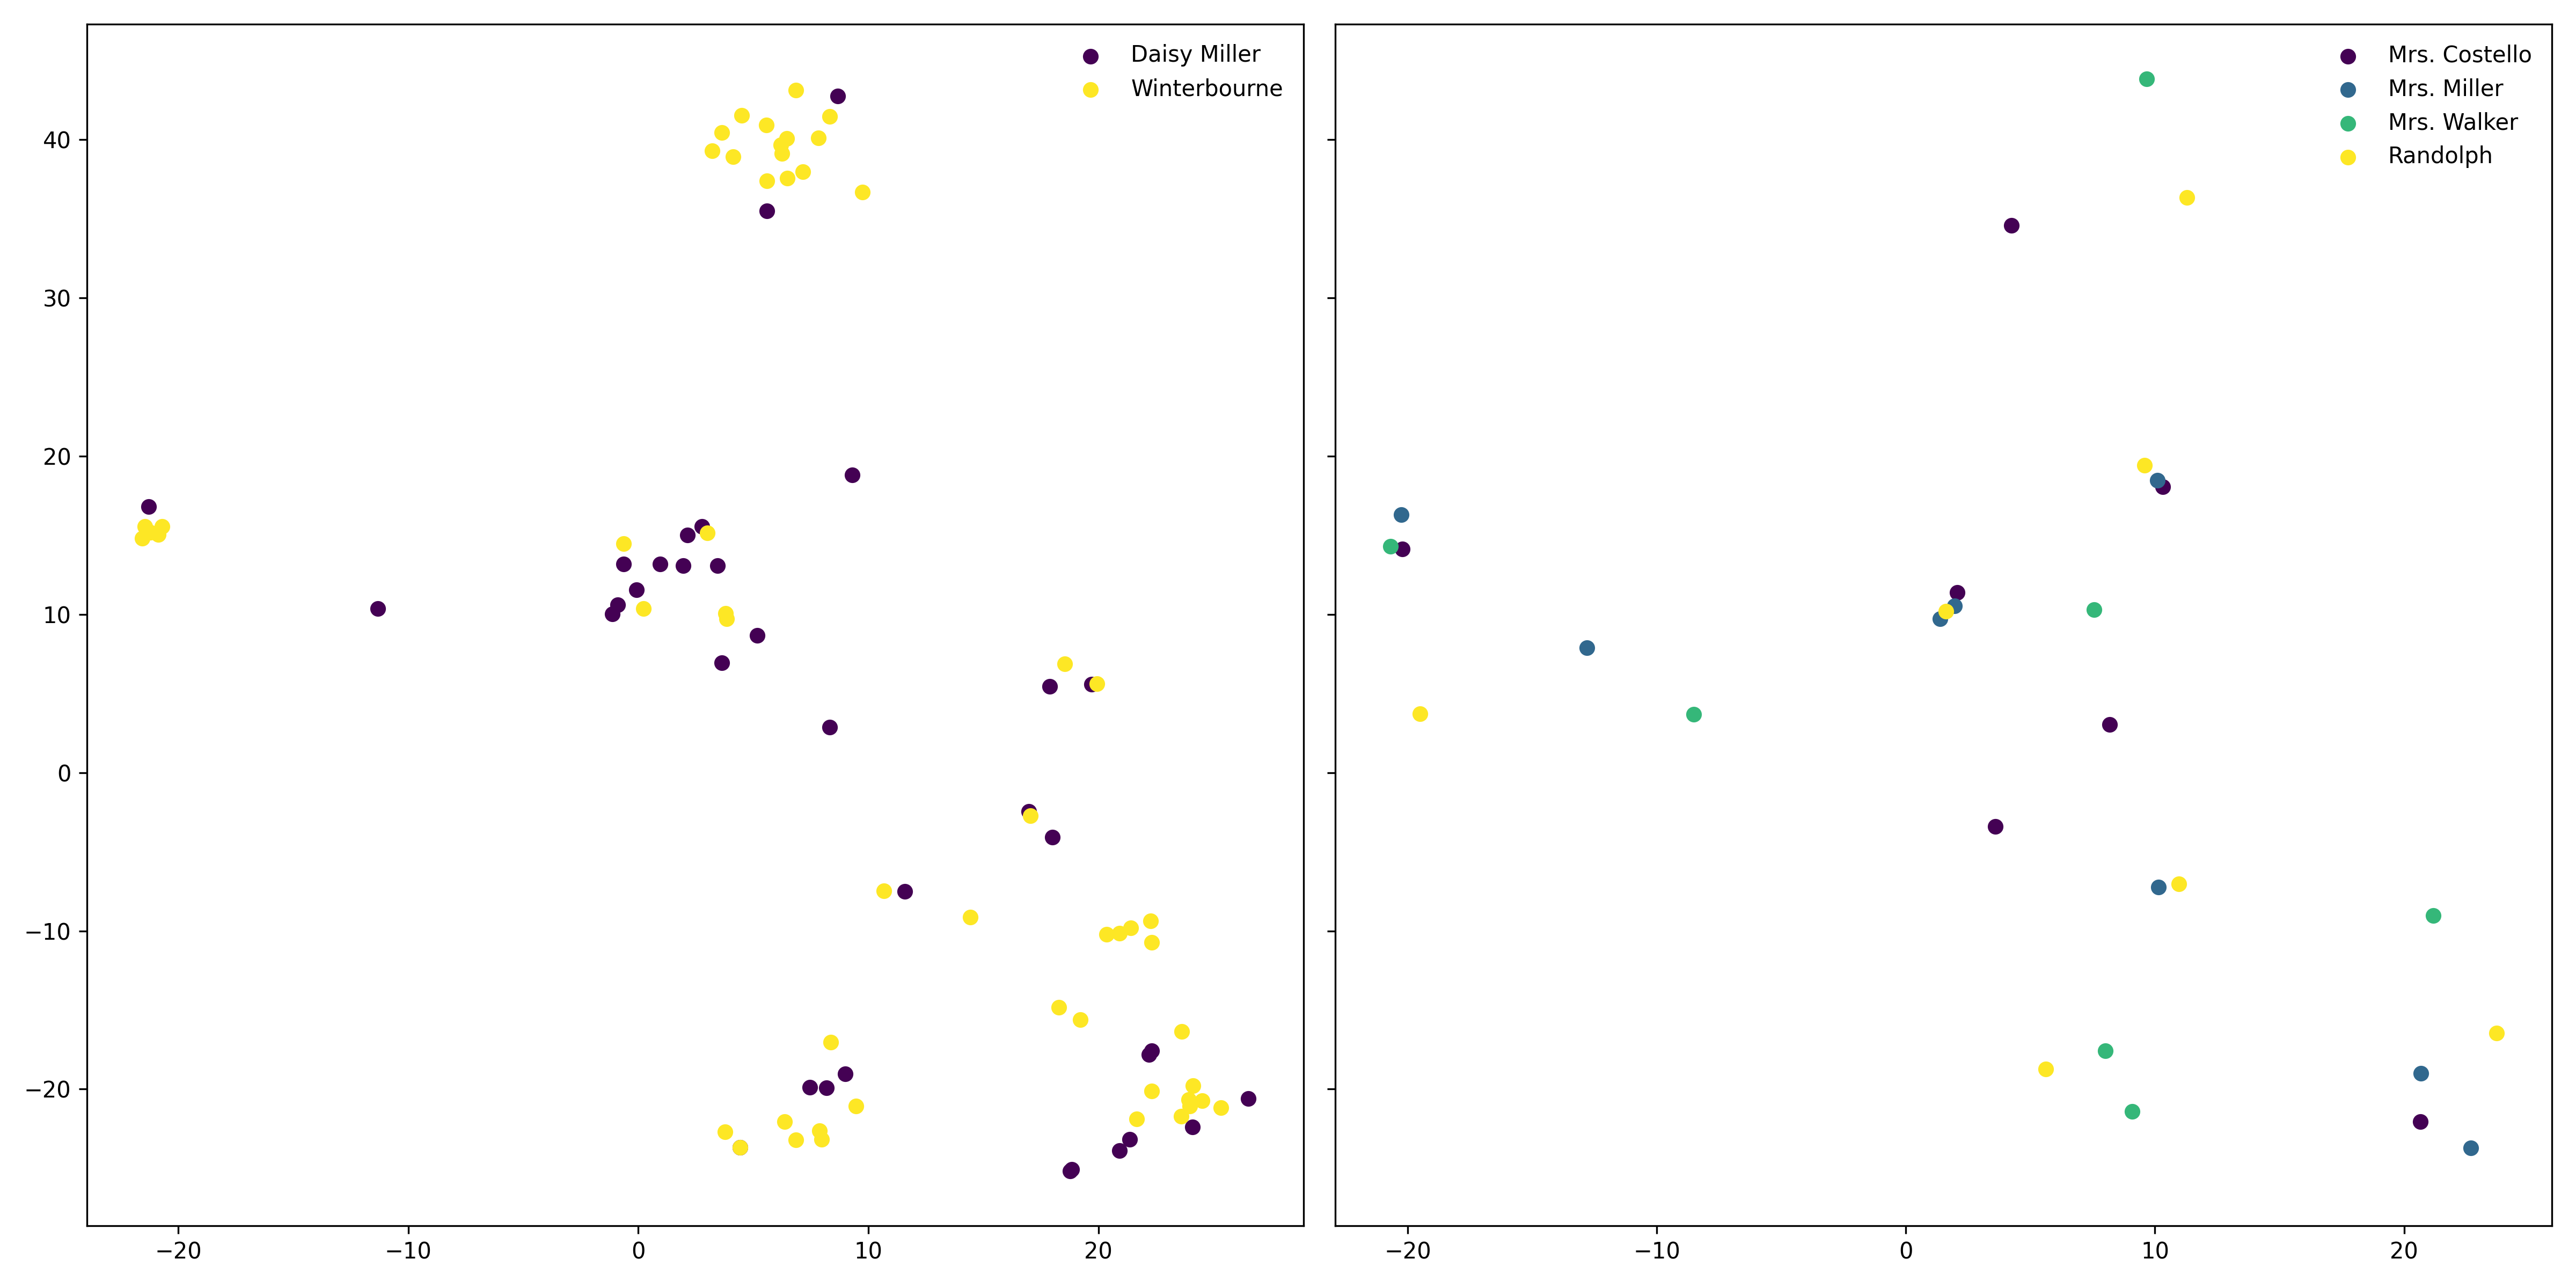 Daisy Miller
Winterbourne
40
30
20
10
0
−10
−20
−20 −10 0 10 20
Mrs. Costello
Mrs. Miller
Mrs. Walker
Randolph
−20 −10 0 10 20